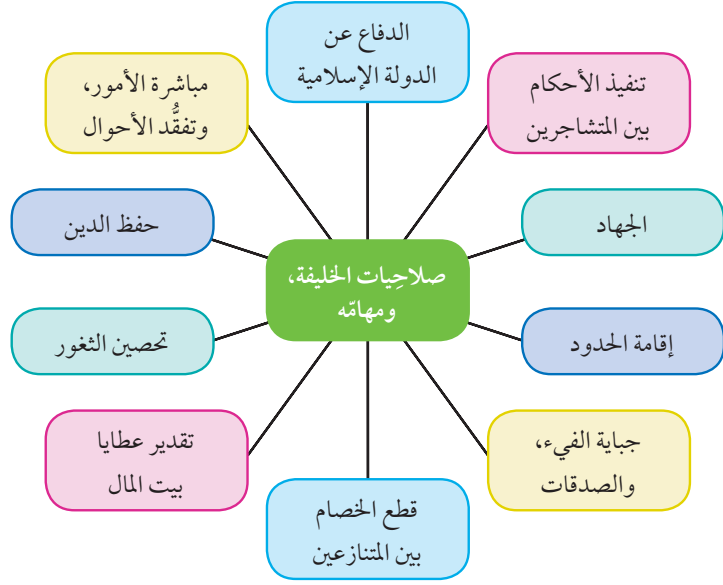 صلاحِيات الخليفة،
ومهامّه
الدفاع عن
الدولة الإسلامية
تنفيذ الأحكام
بين المتشاجرين
الجهاد
إقامة الحدود
جباية الفيء،
والصدقات
قطع الخصام
بين المتنازعين
تقدير عطايا
بيت المال
تحصين الثغور
حفظ الدين
مباشرة الأمور،
وتفقُّد الأحوال